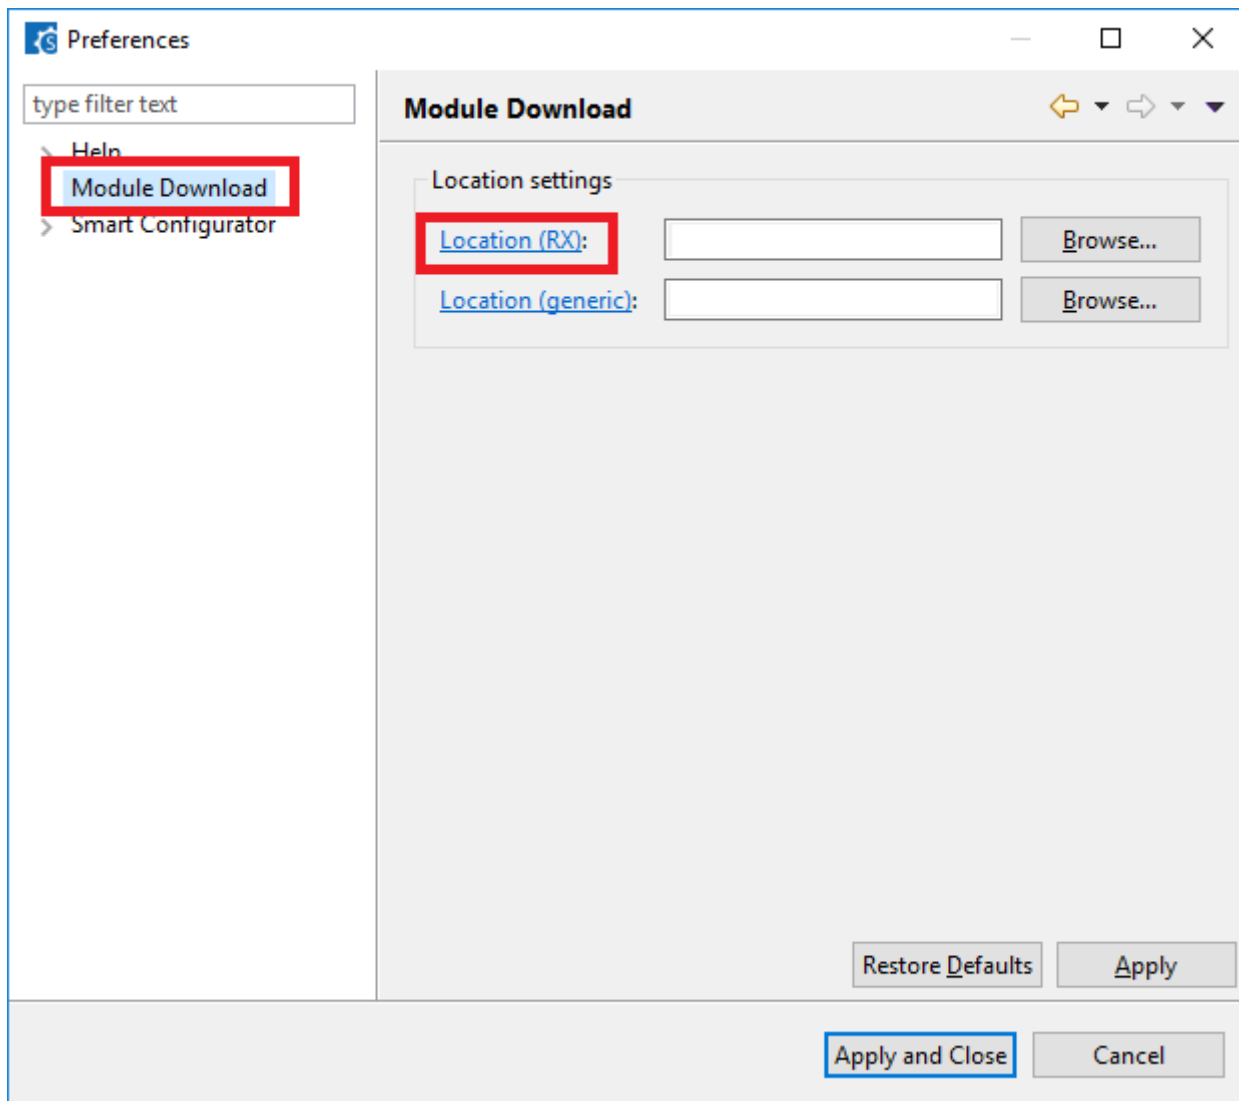 Preferences
type filter text
Help
Module Download
Smart Configurator
Module Download
Location settings
Location (RX):
Browse...
Location (generic):
Browse...
Restore Defaults
Apply
Apply and Close
Cancel